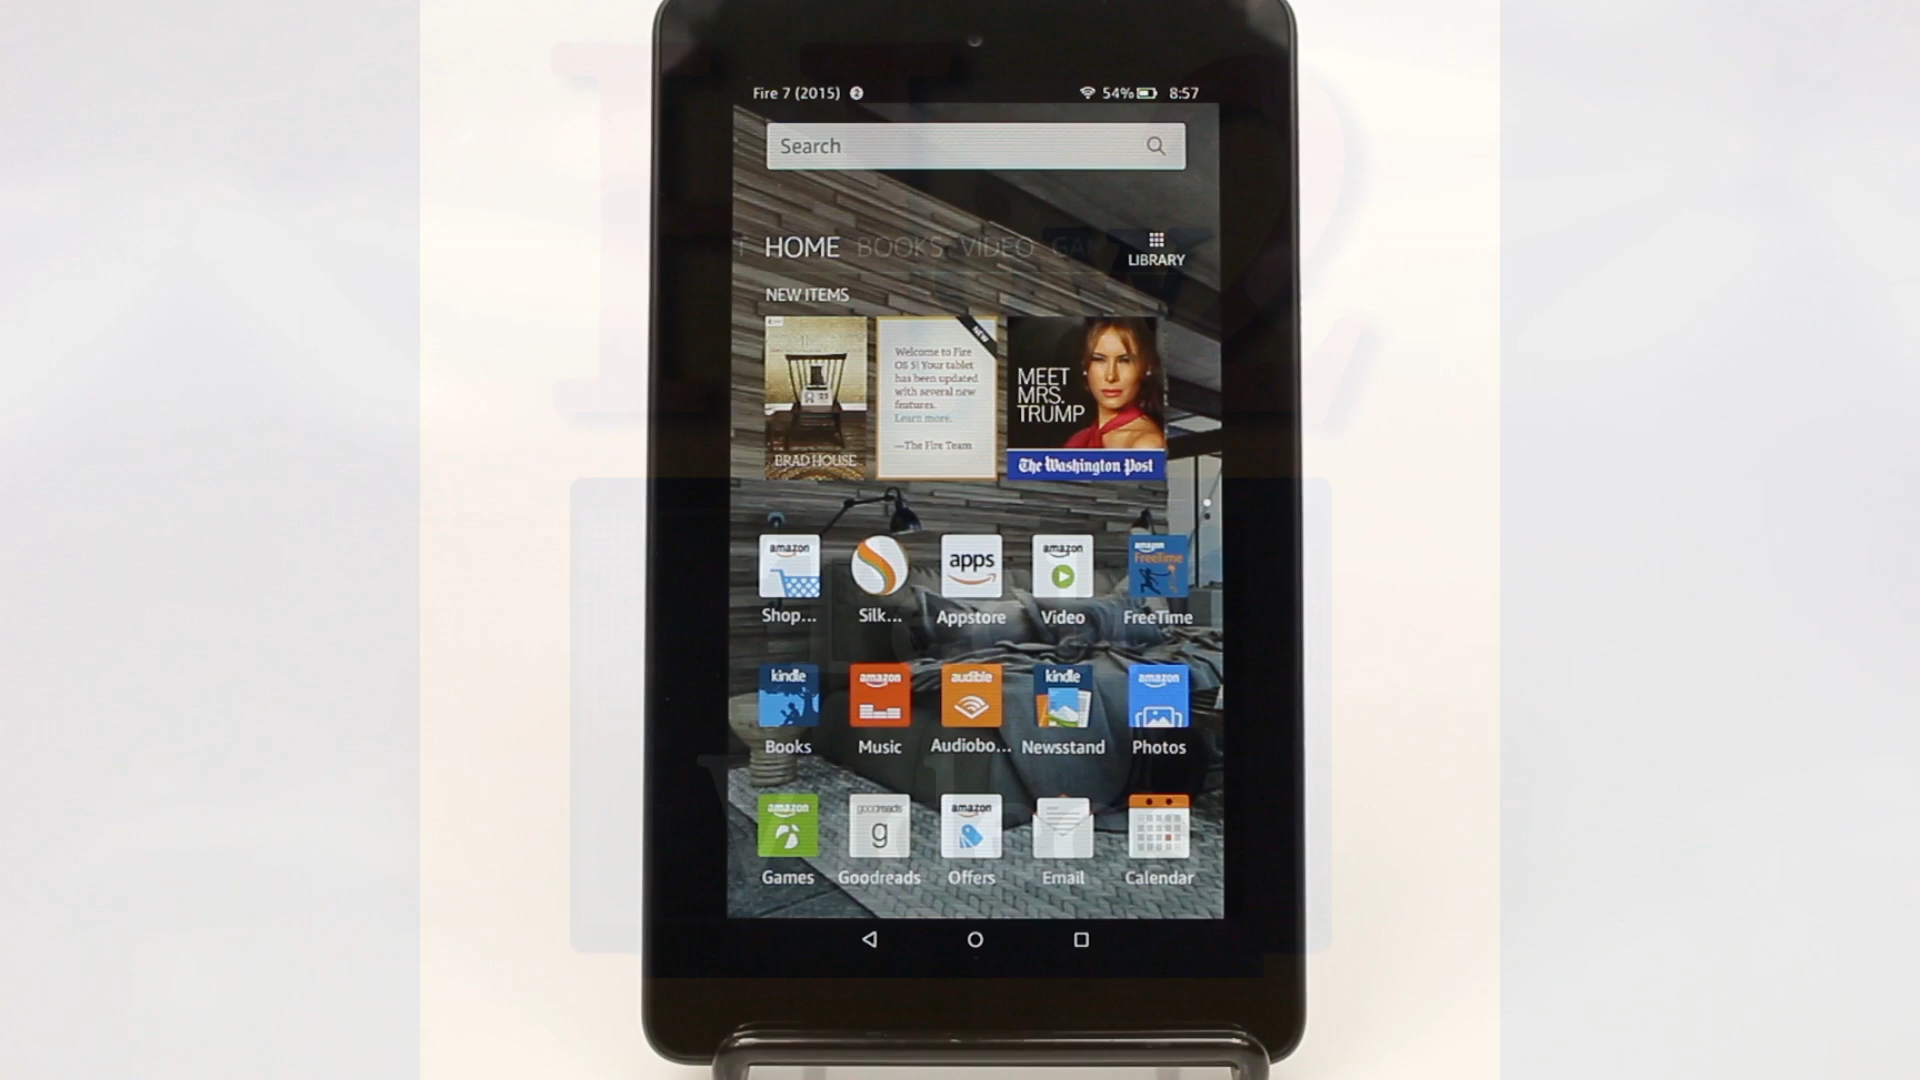 Fire 7 (2015) 2 54% 8:57
Search
HOME BOOKS VIDEO GA
LIBRARY
NEW ITEMS
BRAD HOUSE
NEW
Welcome to Fire
OS 5! Your tablet
has been updated
with several new
features.
Learn more.
—The Fire Team
MEET
MRS.
TRUMP
The Washington Post
amazon
apps
amazon
amazon
FreeTime
Shop...
Silk...
Appstore
Video
FreeTime
kindle
amazon
audible
kindle
amazon
Books
Music
Audiobo...
Newsstand
Photos
amazon
goodreads
g
amazon
Games
Goodreads
Offers
Email
Calendar